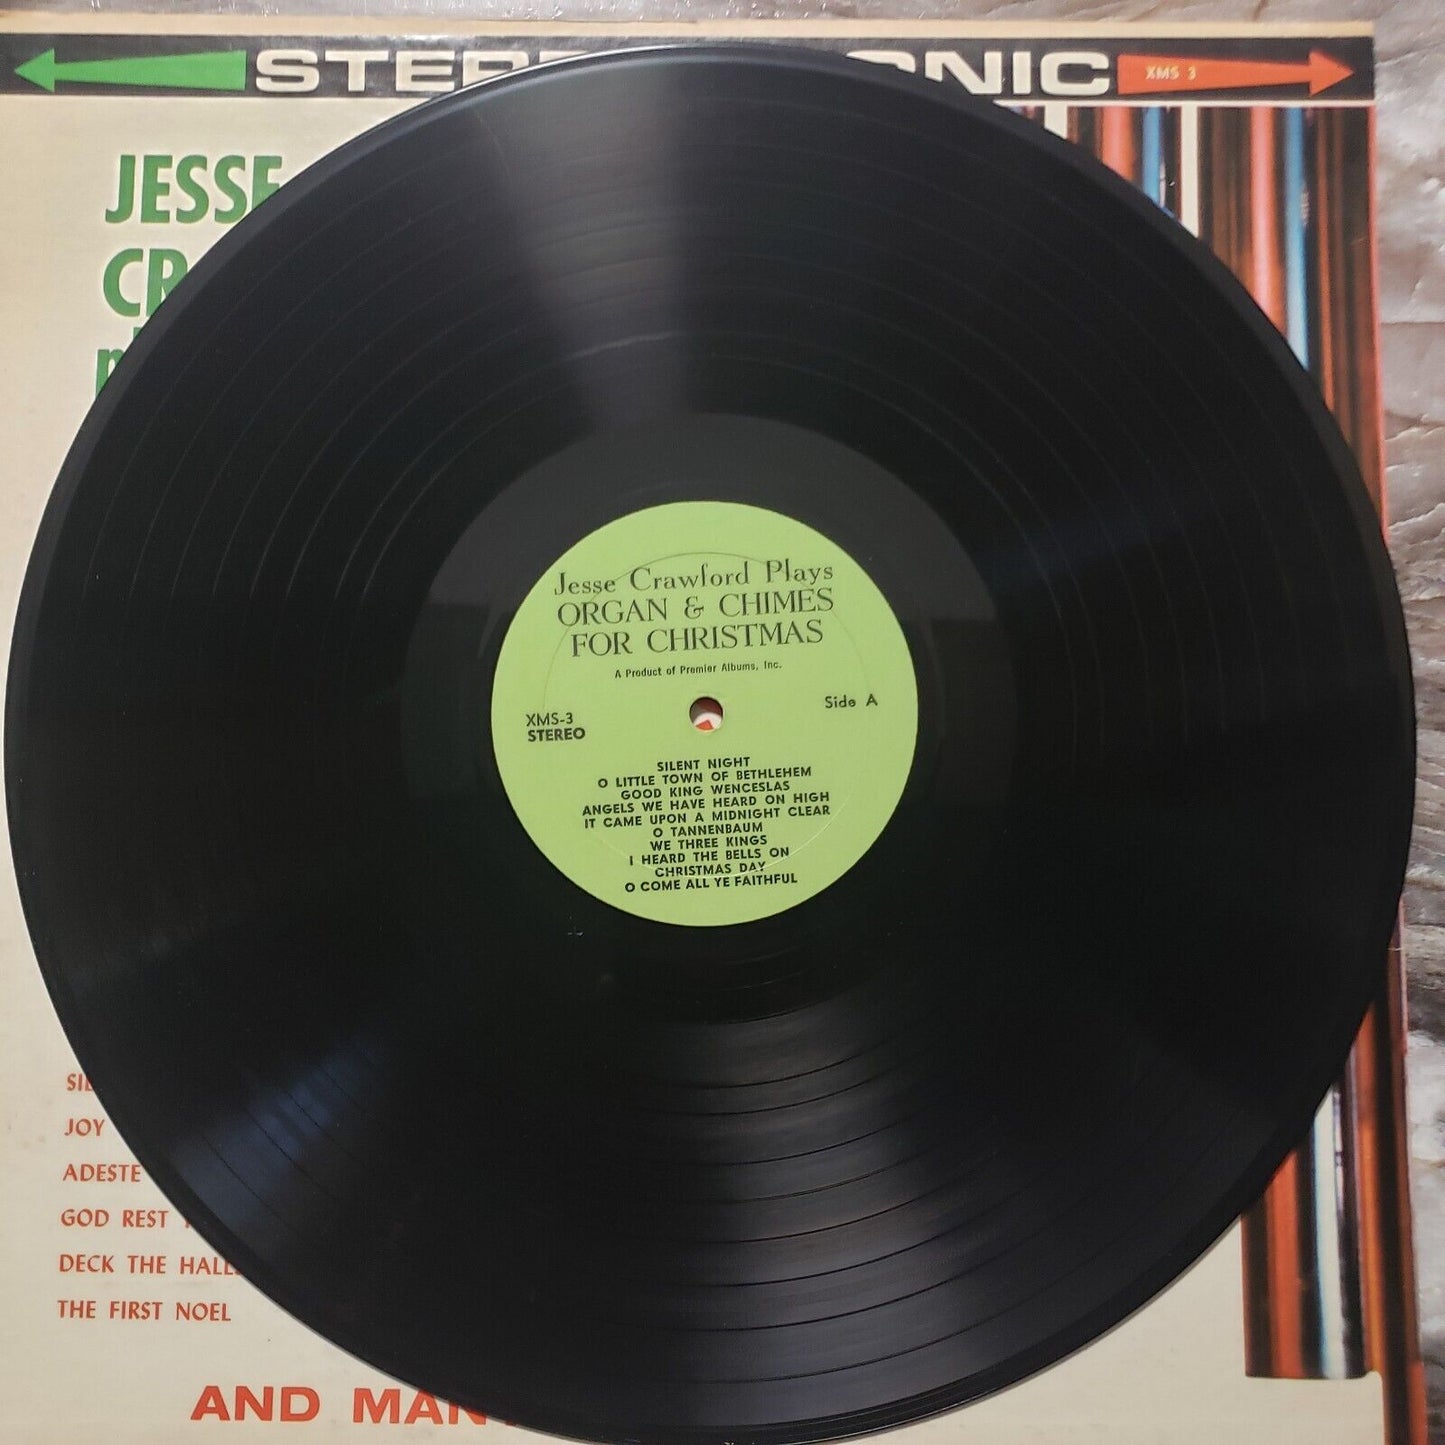 XMS 3
JESSE
Jesse Crawford Plays
ORGAN & CHIMES
FOR CHRISTMAS
A Product of Premier Albums, Inc.
XMS-3
STEREO
Side A
SILENT NIGHT
O LITTLE TOWN OF BETHLEHEM
GOOD KING WENCESLAS
ANGELS WE HAVE HEARD ON HIGH
IT CAME UPON A MIDNIGHT CLEAR
O TANNENBAUM
WE THREE KINGS
I HEARD THE BELLS ON
CHRISTMAS DAY
O COME ALL YE FAITHFUL
JOY
ADESTE
GOD REST
DECK THE HALLS
THE FIRST NOEL
AND MANY